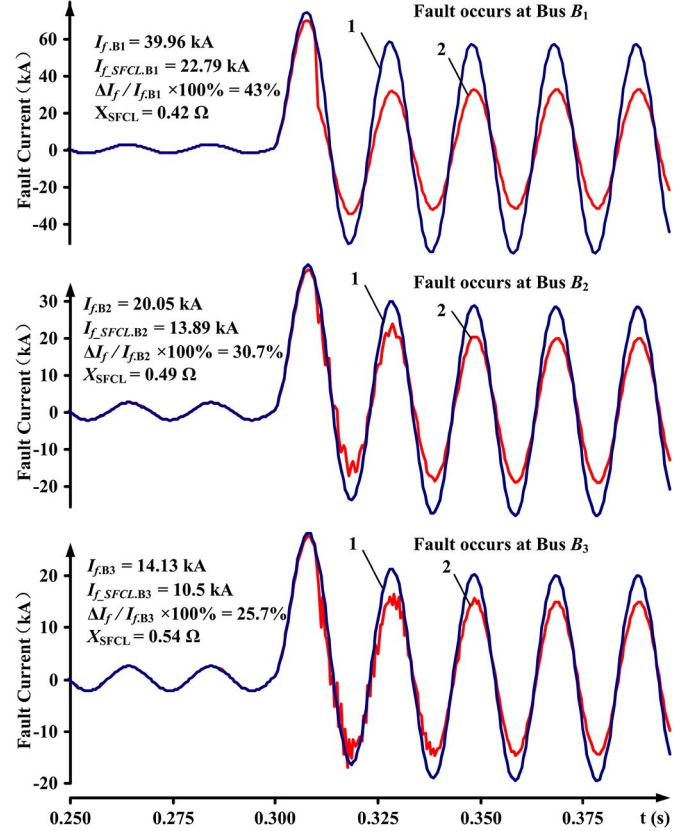 Fault occurs at Bus B1
1
2
If.B1 = 39.96 kA
If_SFCL.B1 = 22.79 kA
ΔIf / If.B1 ×100% = 43%
XSFCL = 0.42 Ω
Fault Current (kA)
60
40
20
0
-20
-40
Fault occurs at Bus B2
1
2
If.B2 = 20.05 kA
If_SFCL.B2 = 13.89 kA
ΔIf / If.B2 ×100% = 30.7%
XSFCL = 0.49 Ω
Fault Current (kA)
30
20
10
0
-10
-20
Fault occurs at Bus B3
1
2
If.B3 = 14.13 kA
If_SFCL.B3 = 10.5 kA
ΔIf / If.B3 ×100% = 25.7%
XSFCL = 0.54 Ω
Fault Current (kA)
20
10
0
-10
-20
0.250 0.275 0.300 0.325 0.350 0.375 t (s)